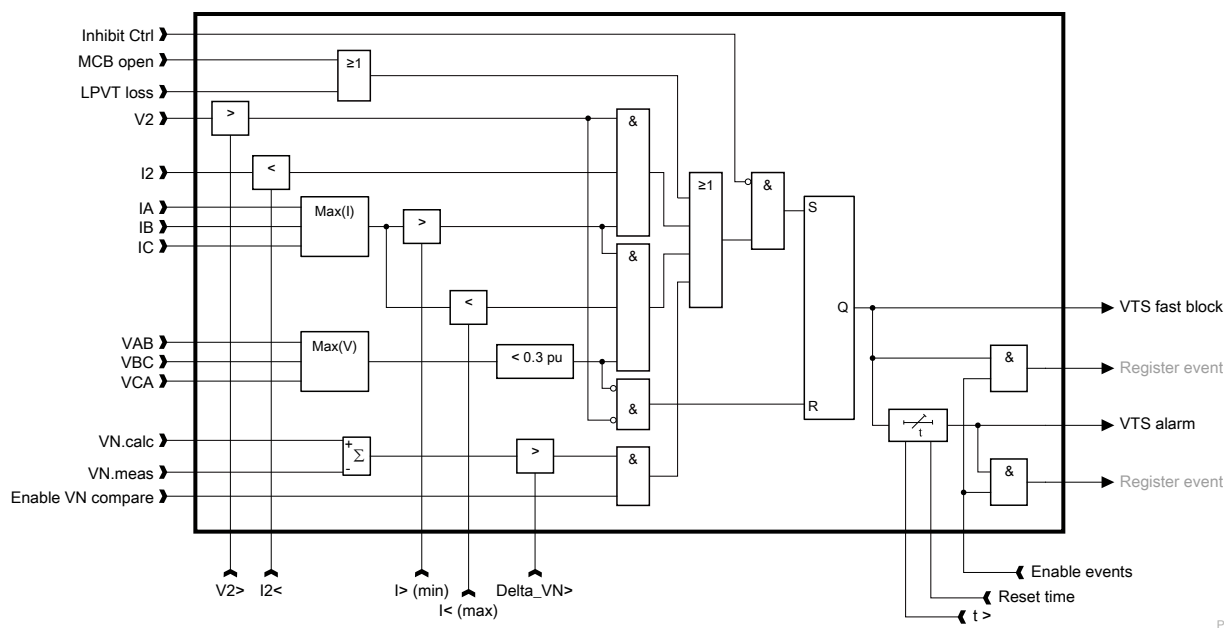 Inhibit Ctrl
MCB open
≥1
LPVT loss
V2
>
&
I2
<
&
≥1
IA
Max(I)
S
IB
>
IC
&
<
Q
VTS fast block
VAB
Max(V)
VBC
< 0.3 pu
&
Register event
VCA
&
R
VTS alarm
t
VN.calc
+
Σ
-
>
&
VN.meas
&
Register event
Enable VN compare
V2>
I2<
I> (min)
I< (max)
Delta_VN>
Enable events
Reset time
t >
P